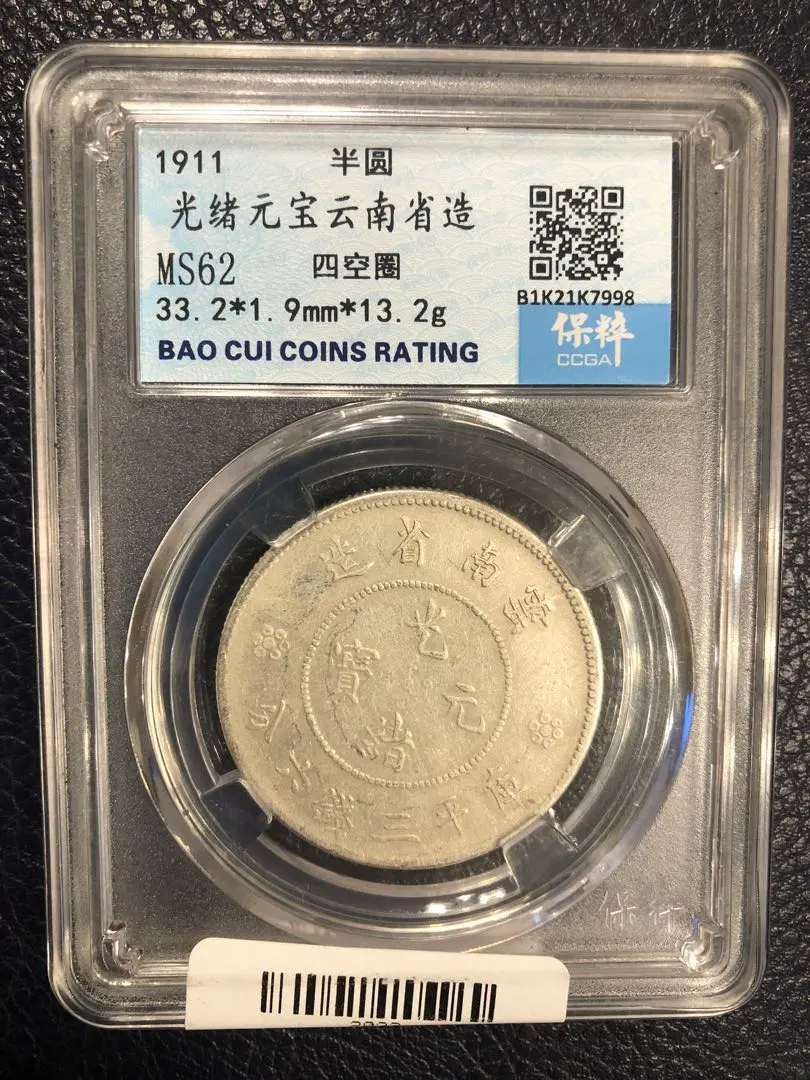 1911 半圆
光绪元宝云南省造
MS62 四空圈
33.2*1.9mm*13.2g
BAO CUI COINS RATING
B1K21K7998
保粹
CCGA
雲南省造
光緒元寶
庫平三錢六分
保粹